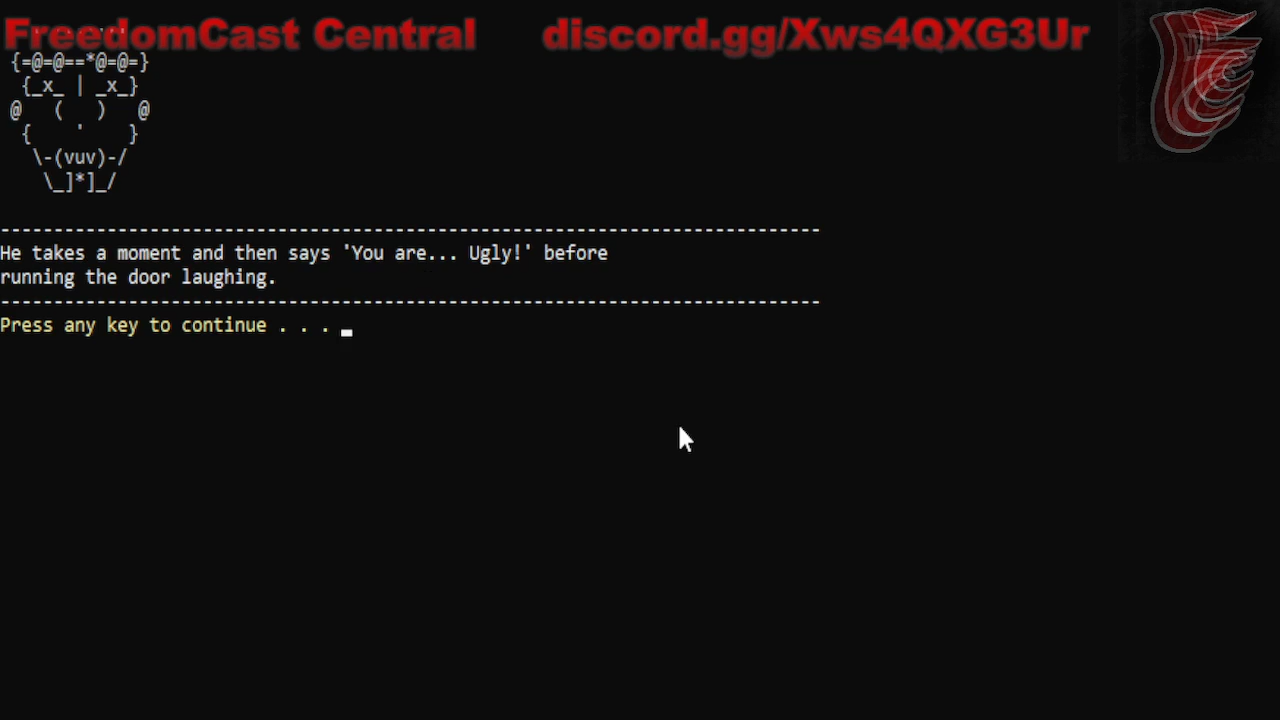 FreedomCast Central discord.gg/Xws4QXG3Ur
{=@=@==*@=@=}
{_x_ | _x_}
@ ( ) @
{ ' }
\-(vuv)-/
\_]*]_/
--------------------------------------------------------------------------
He takes a moment and then says 'You are... Ugly!' before
running the door laughing.
--------------------------------------------------------------------------
Press any key to continue . . .